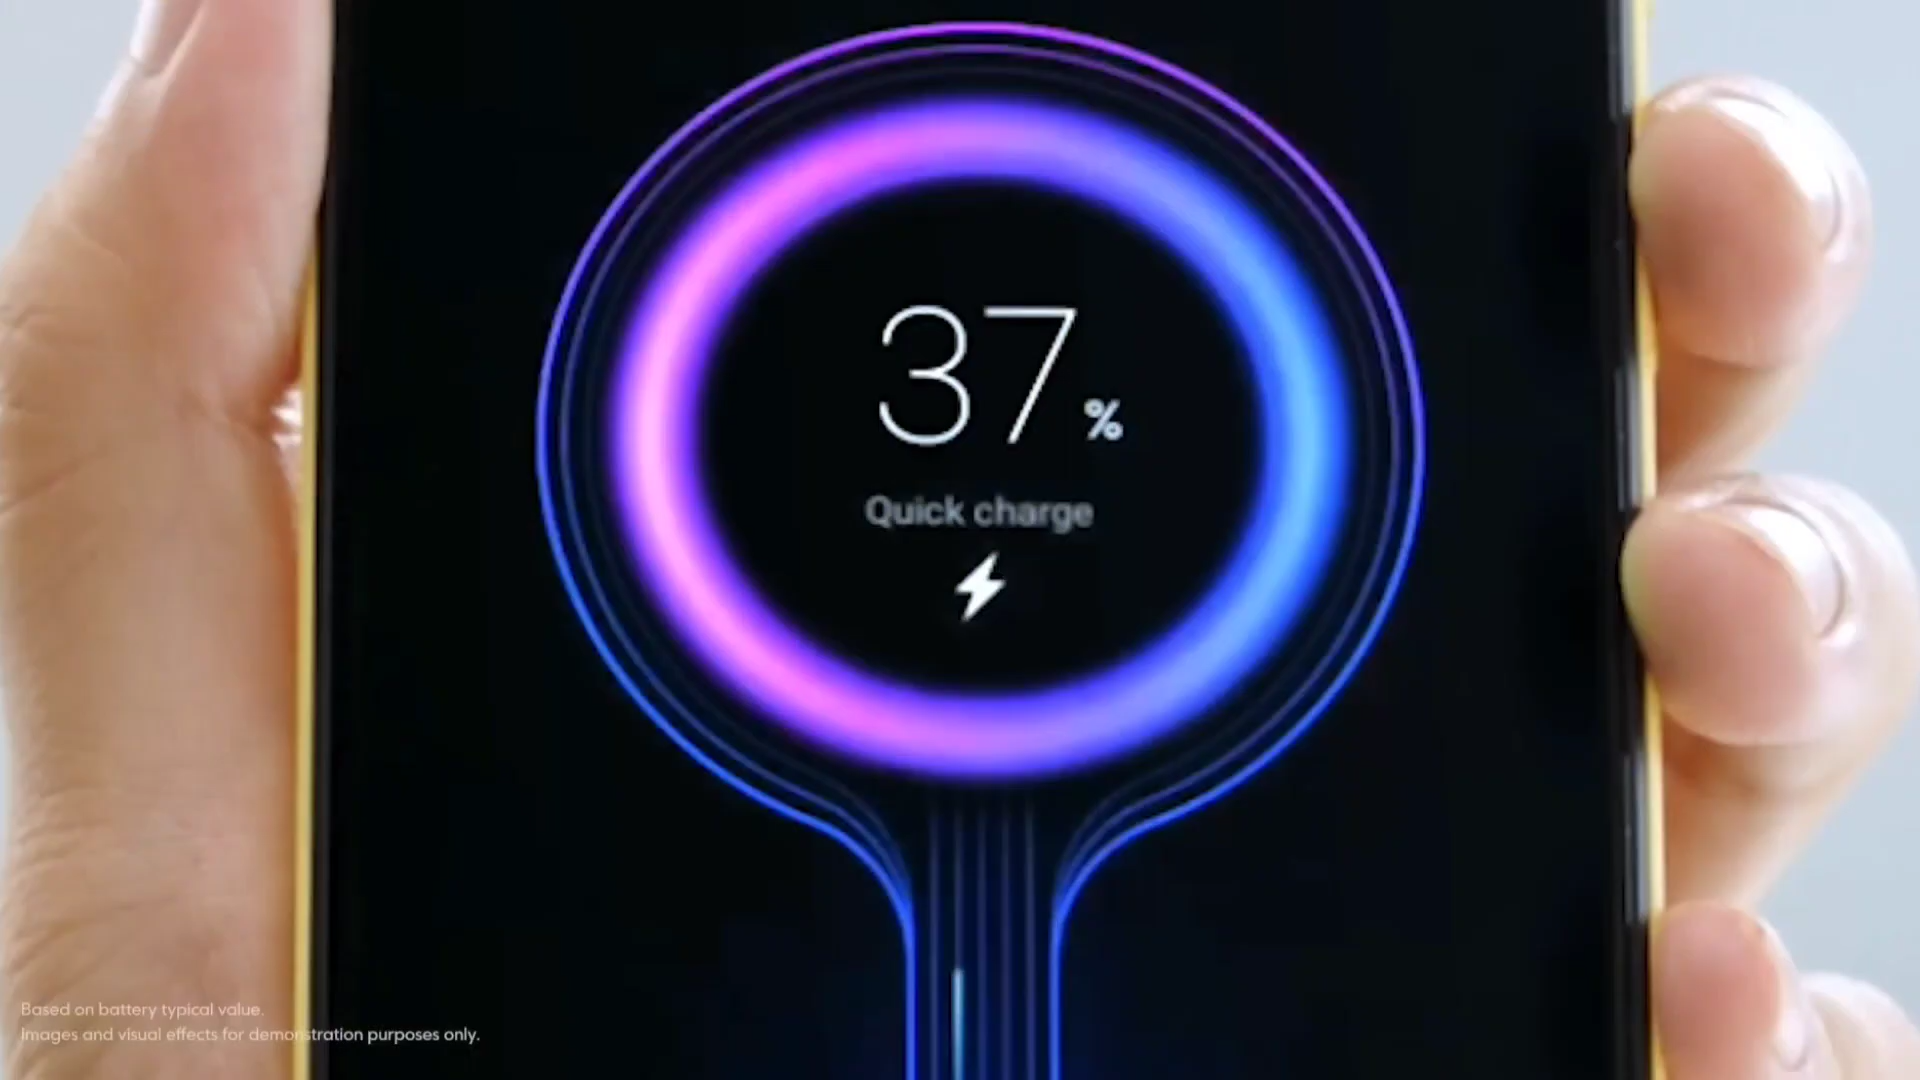 37%
Quick charge
Based on battery typical value.
Images and visual effects for demonstration purposes only.